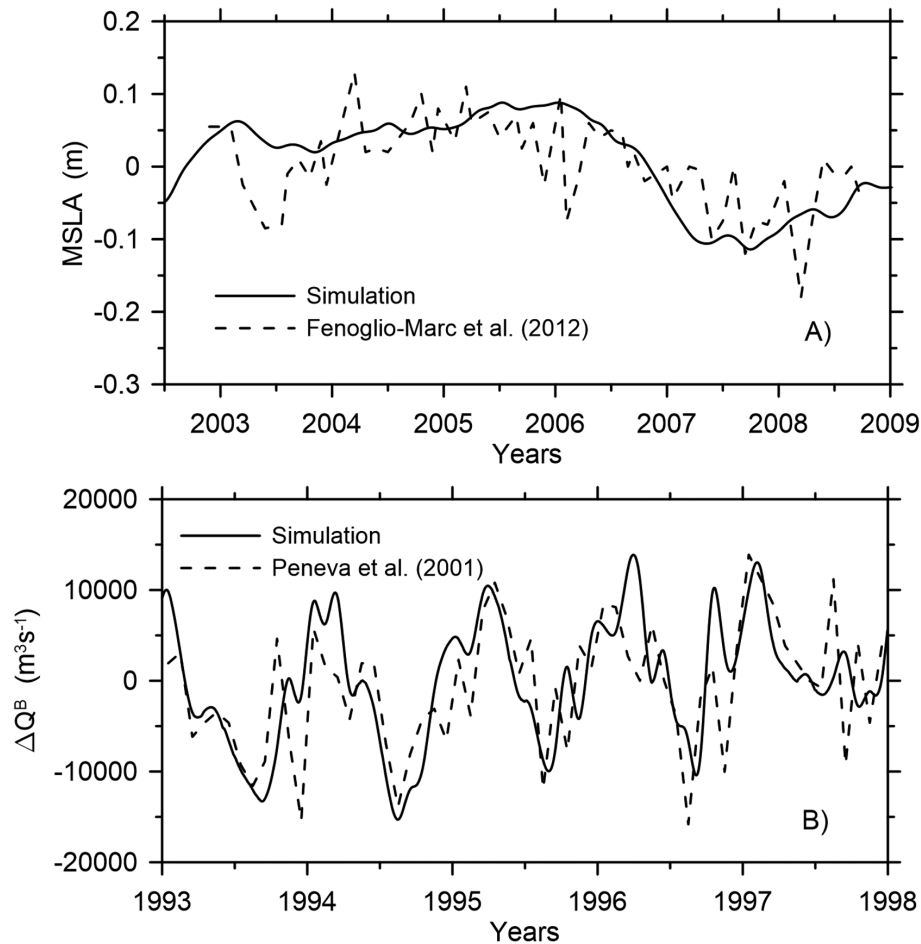 0.2
0.1
0
-0.1
-0.2
-0.3
MSLA (m)
Simulation
Fenoglio-Marc et al. (2012)
A)
2003 2004 2005 2006 2007 2008 2009
Years
20000
10000
0
-10000
-20000
ΔQᴮ (m³s⁻¹)
Simulation
Peneva et al. (2001)
B)
1993 1994 1995 1996 1997 1998
Years